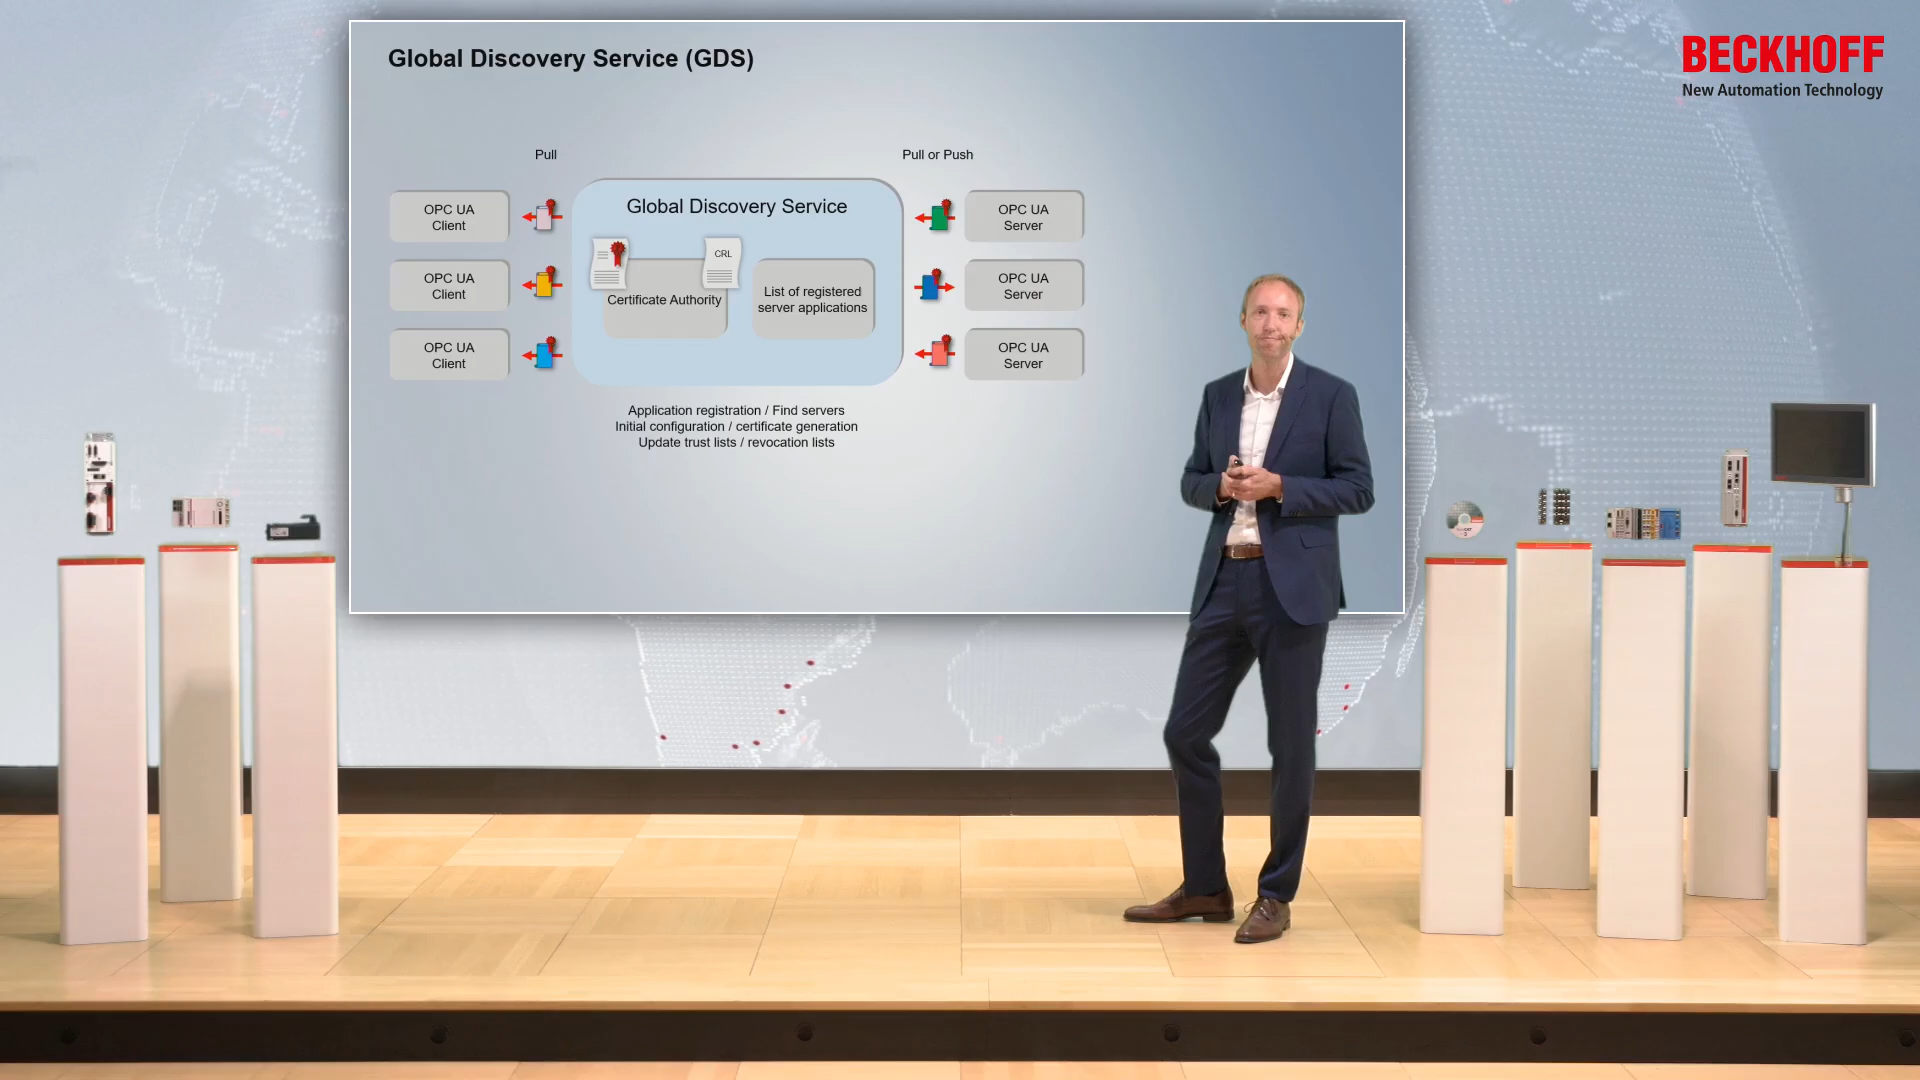 Global Discovery Service (GDS)
BECKHOFF
New Automation Technology
Pull
Pull or Push
Global Discovery Service
OPC UA
Client
OPC UA
Client
OPC UA
Client
CRL
Certificate Authority
List of registered
server applications
OPC UA
Server
OPC UA
Server
OPC UA
Server
Application registration / Find servers
Initial configuration / certificate generation
Update trust lists / revocation lists